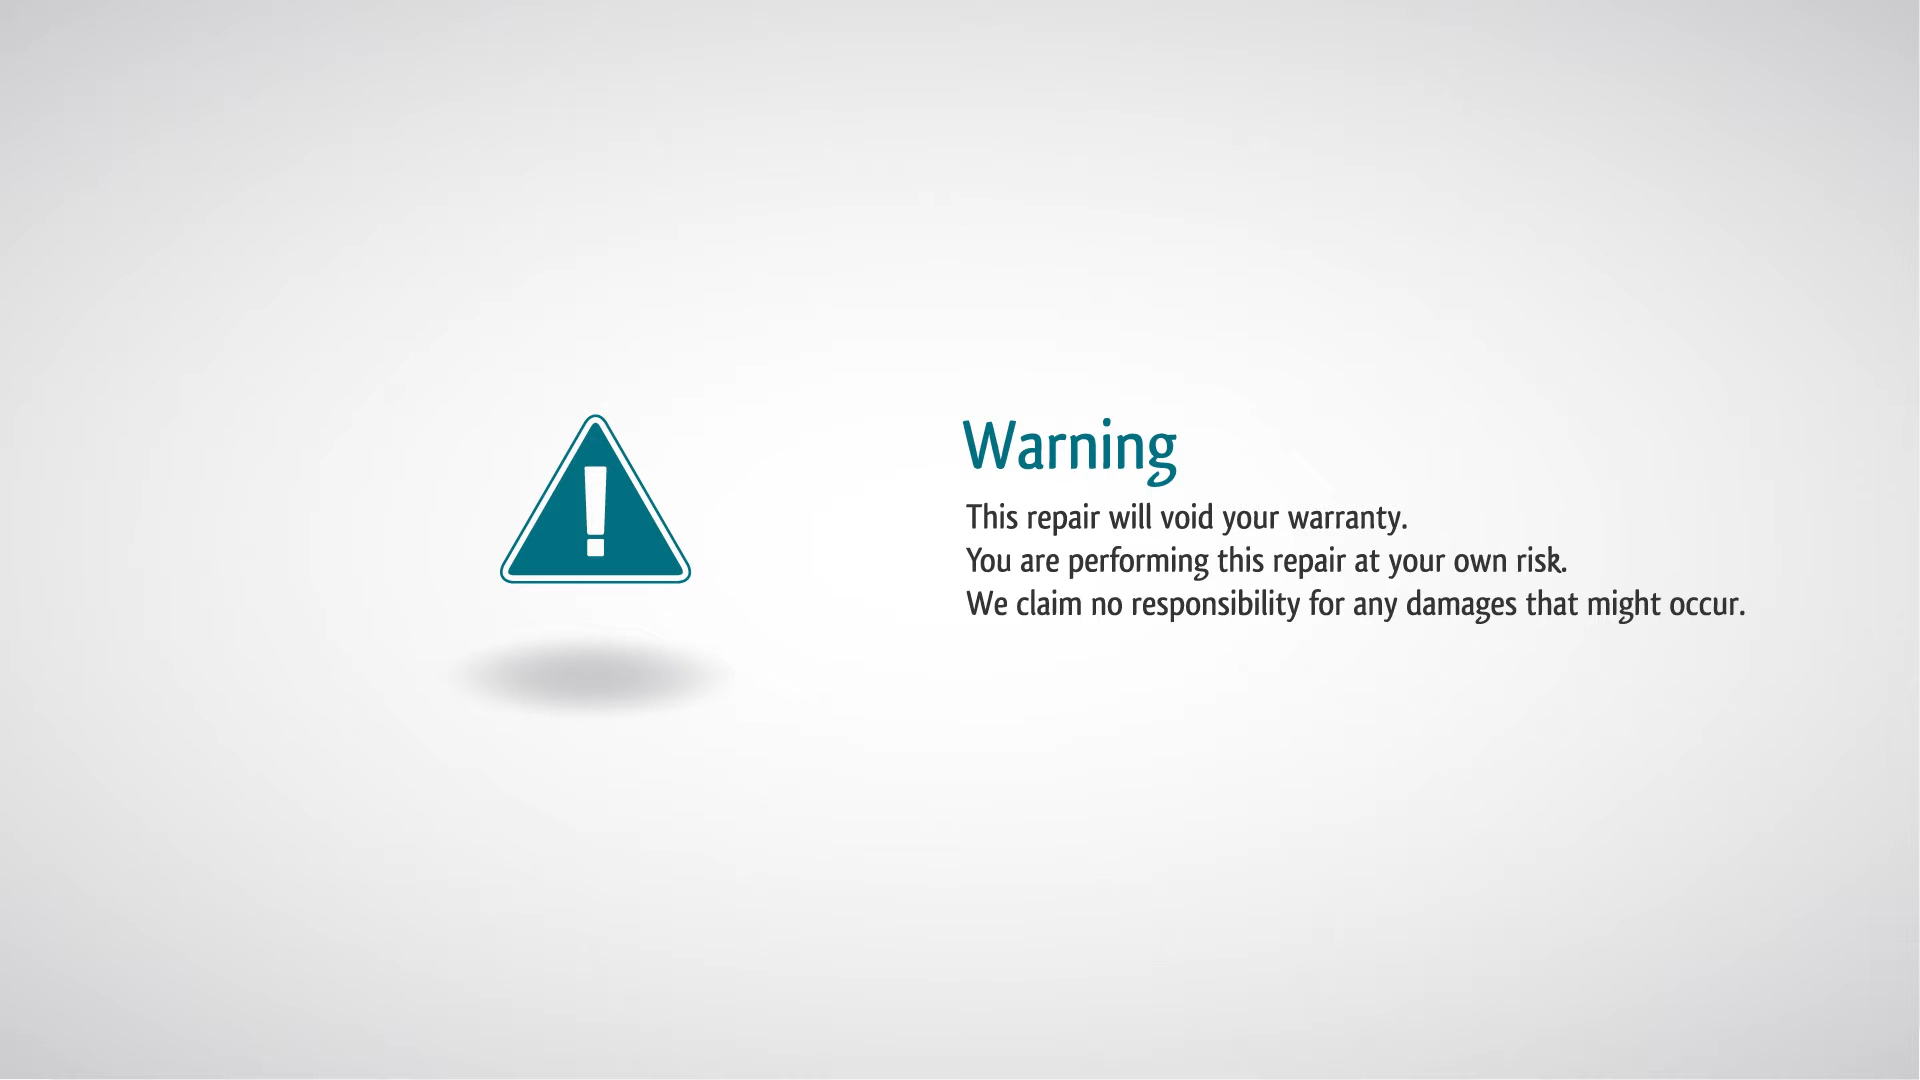 Warning
This repair will void your warranty.
You are performing this repair at your own risk.
We claim no responsibility for any damages that might occur.